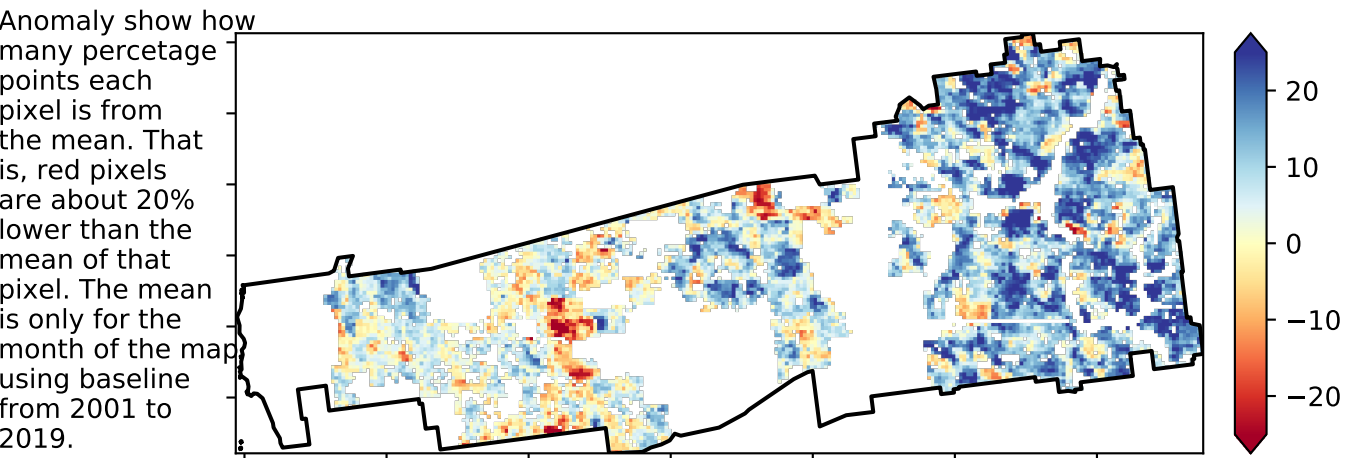 Anomaly show how
many percetage
points each
pixel is from
the mean. That
is, red pixels
are about 20%
lower than the
mean of that
pixel. The mean
is only for the
month of the map
using baseline
from 2001 to
2019.
20
10
0
−10
−20